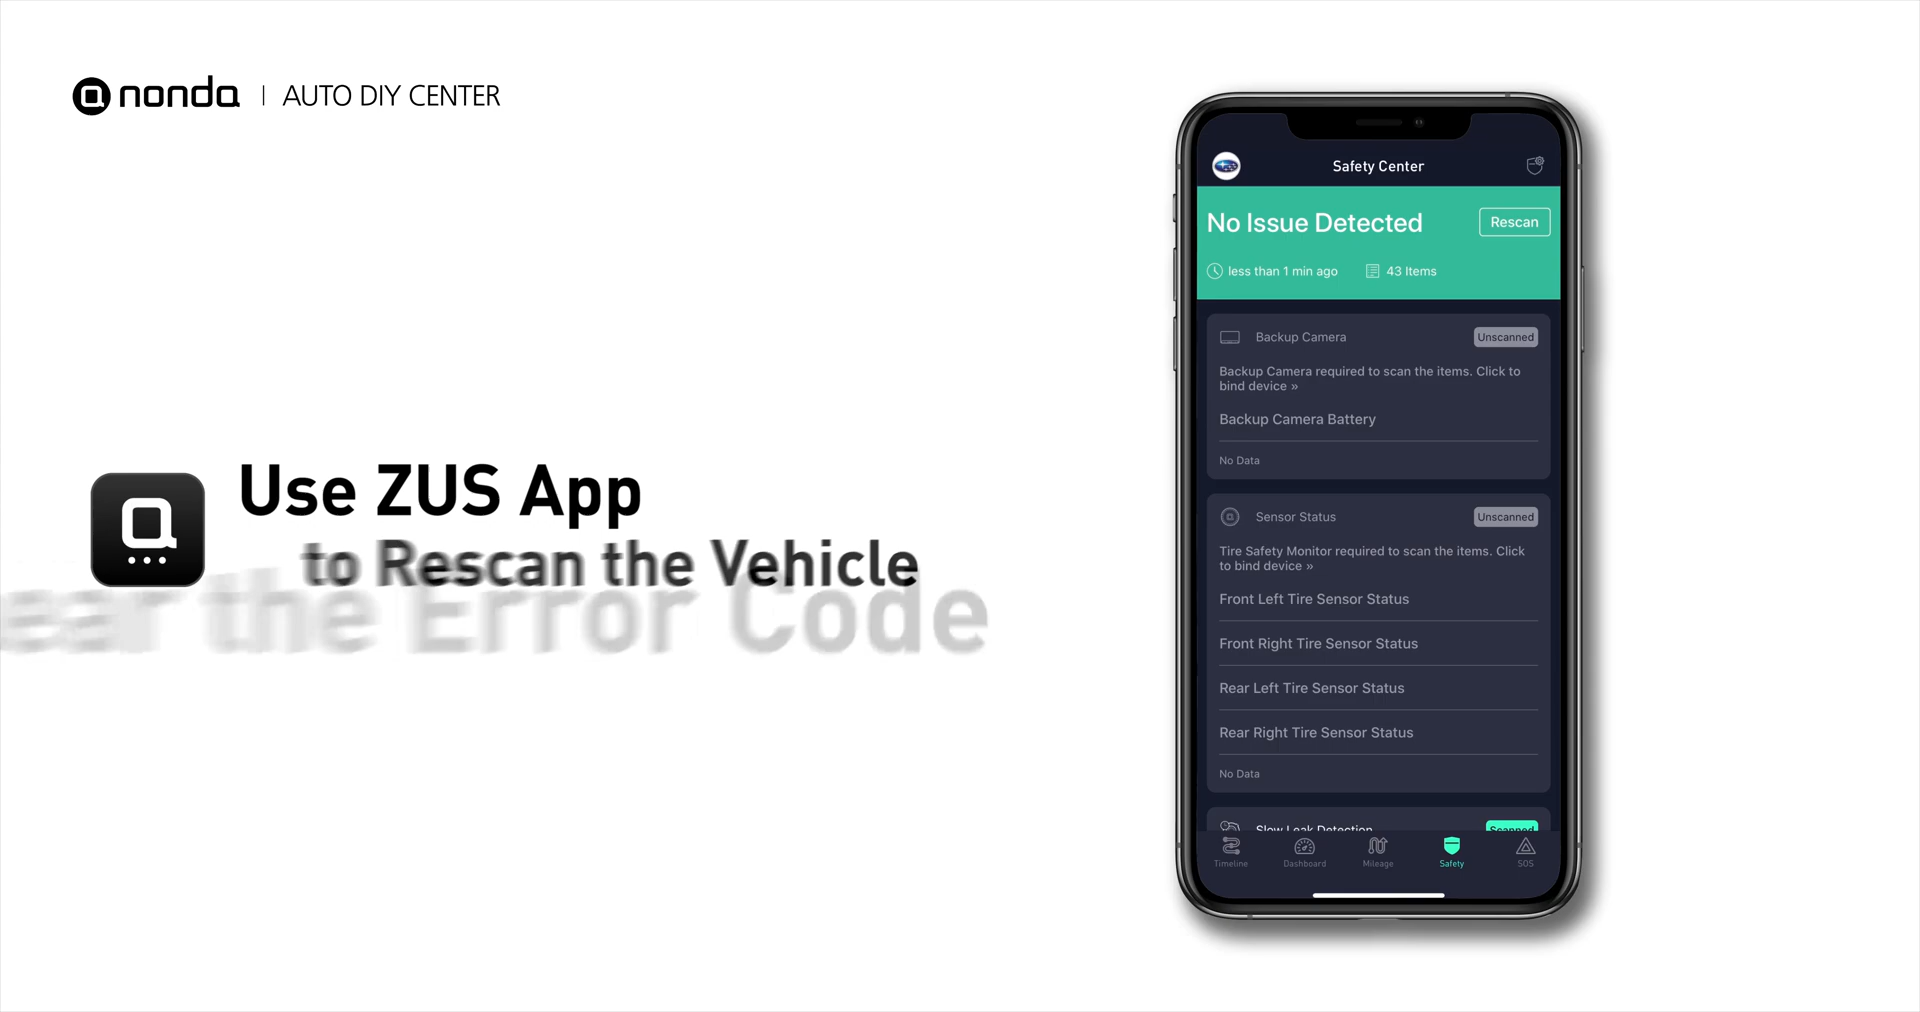 nonda | AUTO DIY CENTER
Use ZUS App
to Rescan the Vehicle
the Error Code
Safety Center
No Issue Detected
Rescan
less than 1 min ago
43 Items
Backup Camera
Unscanned
Backup Camera required to scan the items. Click to
bind device »
Backup Camera Battery
No Data
Sensor Status
Unscanned
Tire Safety Monitor required to scan the items. Click
to bind device »
Front Left Tire Sensor Status
Front Right Tire Sensor Status
Rear Left Tire Sensor Status
Rear Right Tire Sensor Status
No Data
Slow Leak Detection
Scanned
Timeline
Dashboard
Mileage
Safety
SOS